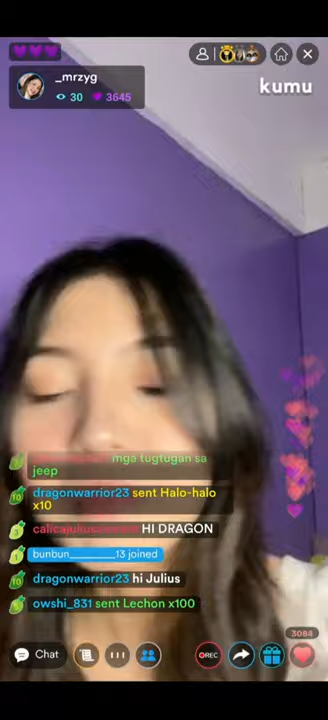 _mrzyg
30 3645
kumu
mga tugtugan sa
jeep
dragonwarrior23 sent Halo-halo
x10
HI DRAGON
bunbun________13 joined
dragonwarrior23 hi Julius
owshi_831 sent Lechon x100
3084
Chat
REC